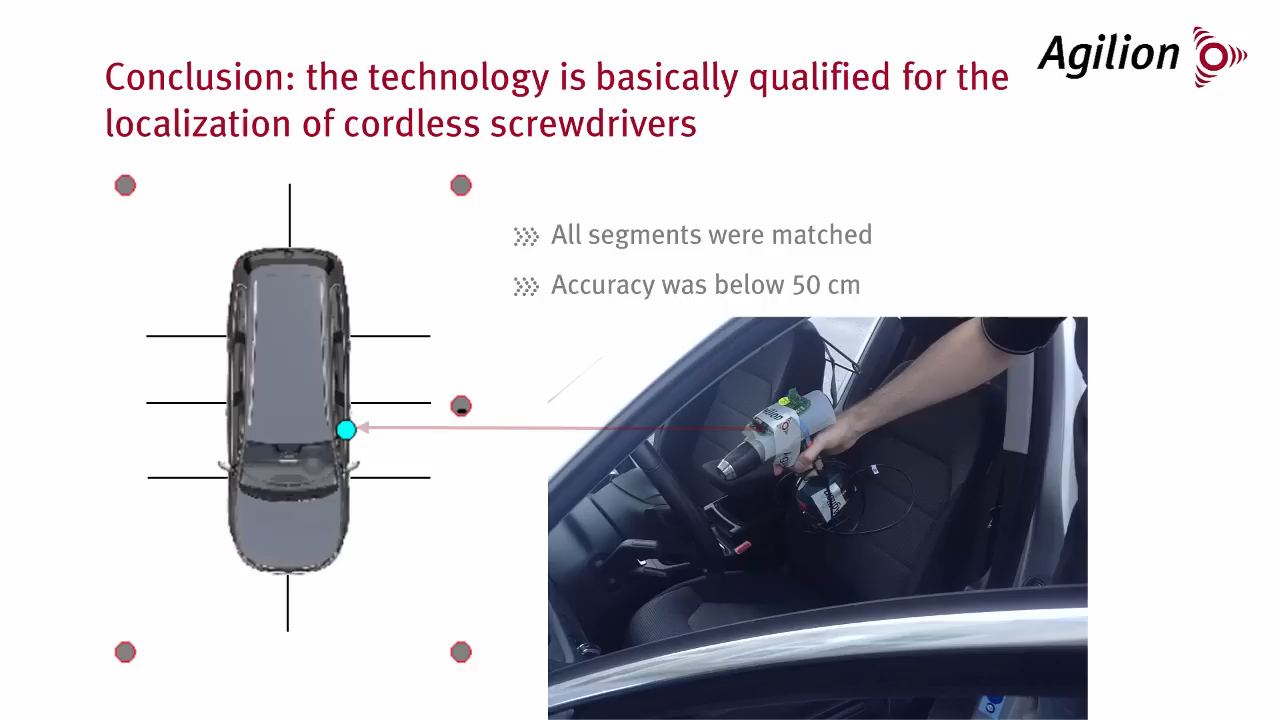 Agilion
Conclusion: the technology is basically qualified for the
localization of cordless screwdrivers
All segments were matched
Accuracy was below 50 cm
Agilion